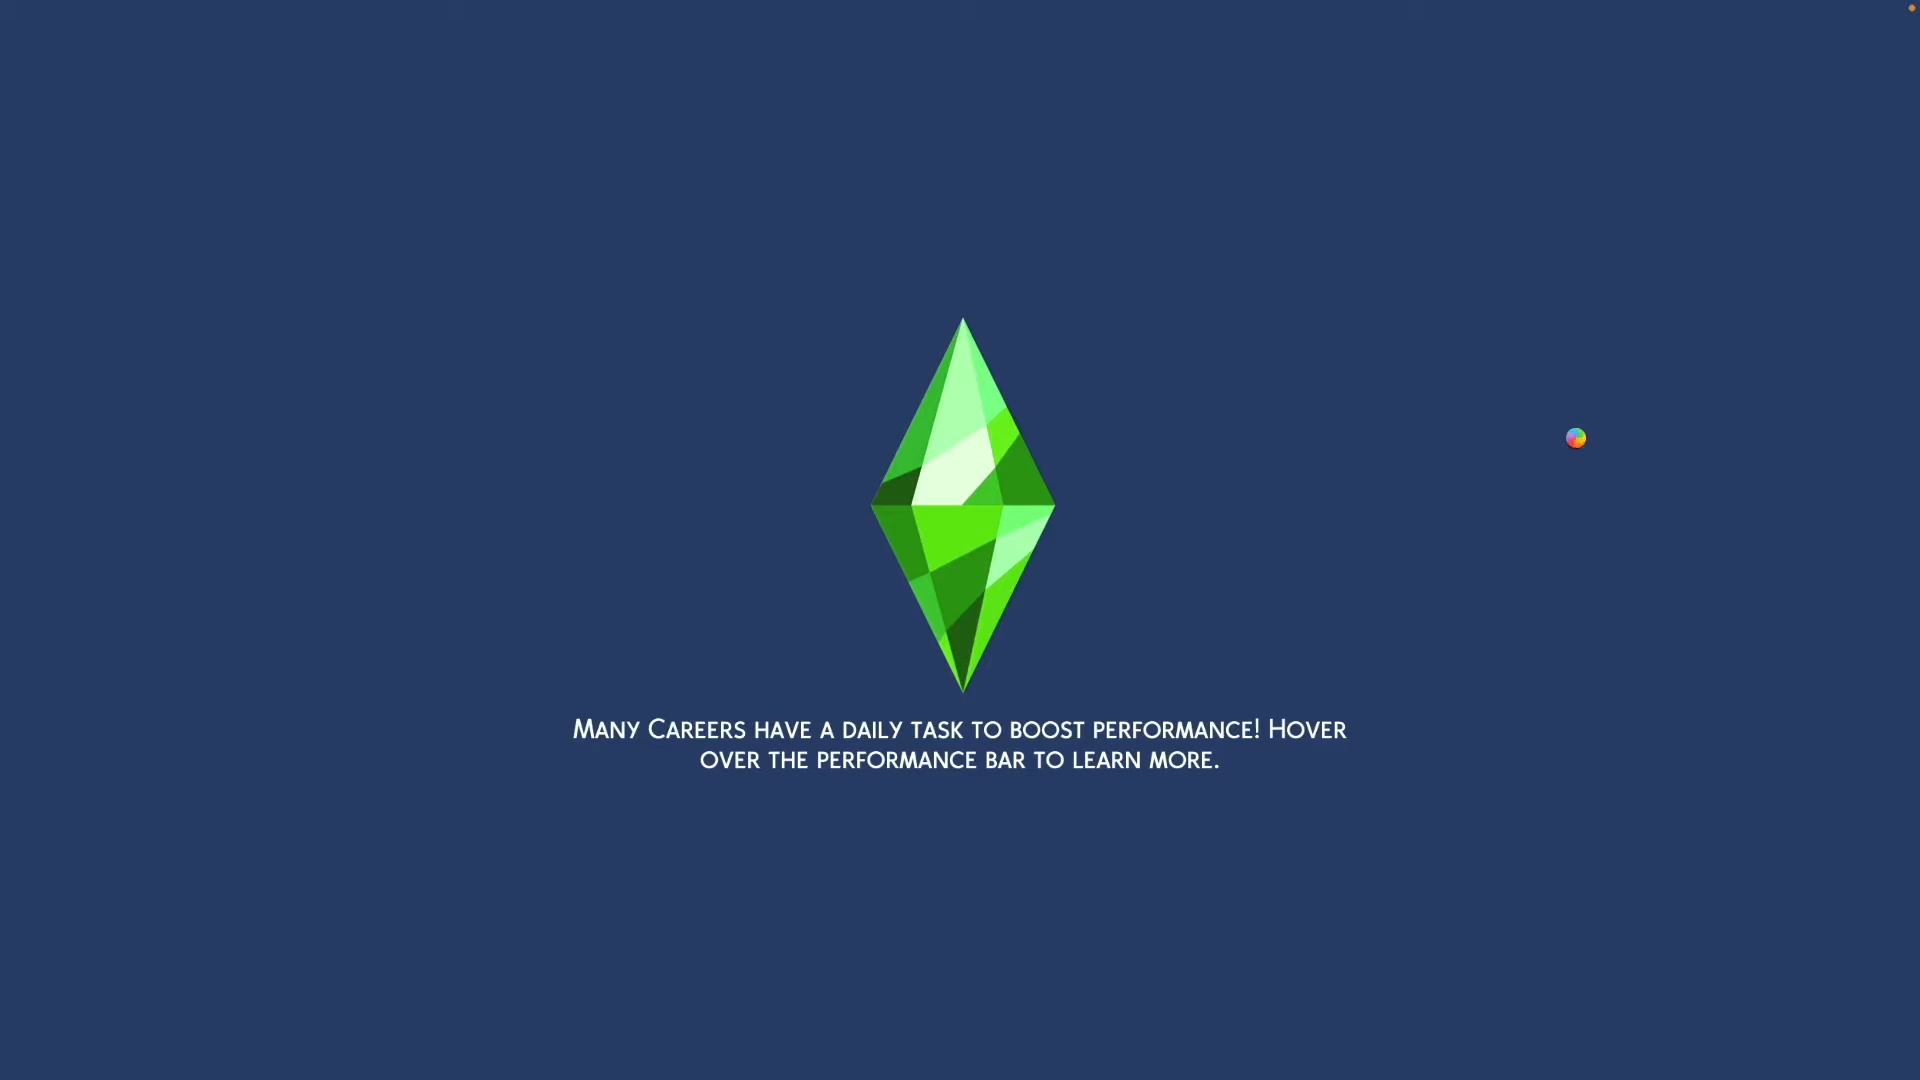 Many Careers have a daily task to boost performance! Hover
over the performance bar to learn more.